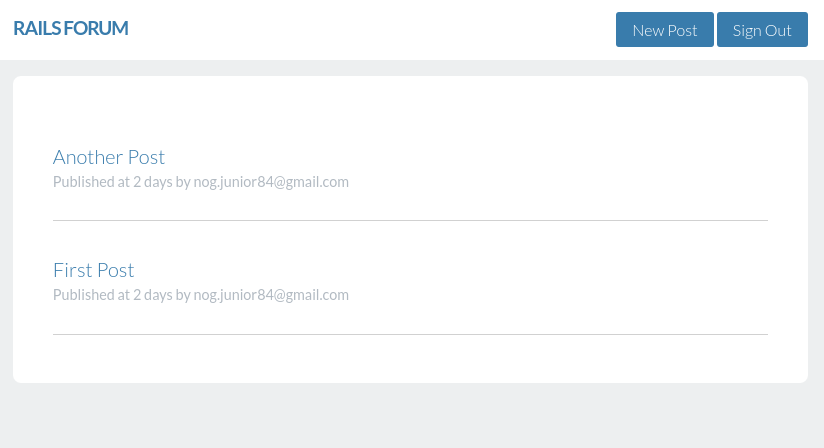 RAILS FORUM
New Post
Sign Out
Another Post
Published at 2 days by nog.junior84@gmail.com
First Post
Published at 2 days by nog.junior84@gmail.com